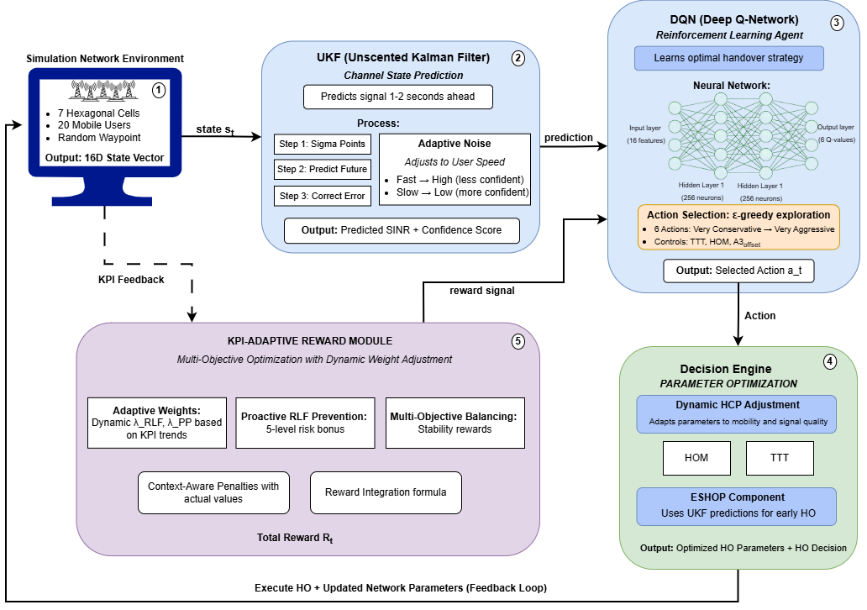 Simulation Network Environment
1
7 Hexagonal Cells
20 Mobile Users
Random Waypoint
Output: 16D State Vector
state s_t
UKF (Unscented Kalman Filter)
2
Channel State Prediction
Predicts signal 1-2 seconds ahead
Process:
Step 1: Sigma Points
Step 2: Predict Future
Step 3: Correct Error
Adaptive Noise
Adjusts to User Speed
Fast → High (less confident)
Slow → Low (more confident)
Output: Predicted SINR + Confidence Score
prediction
DQN (Deep Q-Network)
3
Reinforcement Learning Agent
Learns optimal handover strategy
Neural Network:
Input layer
(16 features)
Output layer
(6 Q-values)
Hidden Layer 1
(256 neurons)
Hidden Layer 1
(256 neurons)
Action Selection: ε-greedy exploration
6 Actions: Very Conservative → Very Aggressive
Controls: TTT, HOM, A3offset
Output: Selected Action a_t
KPI Feedback
reward signal
Action
KPI-ADAPTIVE REWARD MODULE
5
Multi-Objective Optimization with Dynamic Weight Adjustment
Adaptive Weights:
Dynamic λ_RLF, λ_PP based
on KPI trends
Proactive RLF Prevention:
5-level risk bonus
Multi-Objective Balancing:
Stability rewards
Context-Aware Penalties with
actual values
Reward Integration formula
Total Reward Rt
4
Decision Engine
PARAMETER OPTIMIZATION
Dynamic HCP Adjustment
Adapts parameters to mobility and signal quality
HOM
TTT
ESHOP Component
Uses UKF predictions for early HO
Output: Optimized HO Parameters + HO Decision
Execute HO + Updated Network Parameters (Feedback Loop)